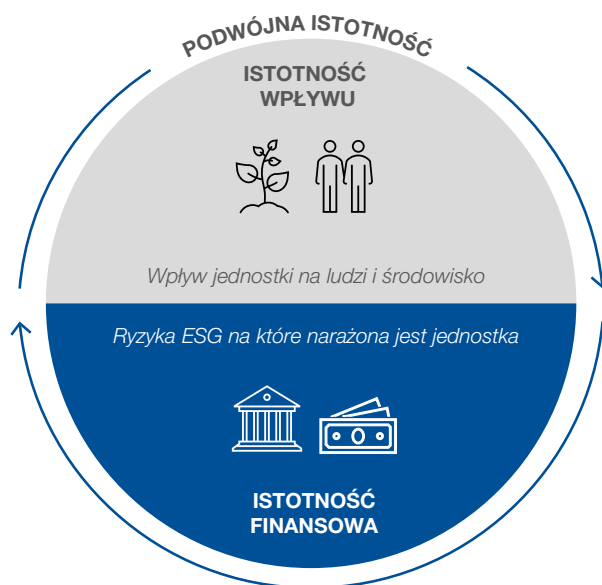 PODWÓJNA ISTOTNOŚĆ
ISTOTNOŚĆ
WPŁYWU
Wpływ jednostki na ludzi i środowisko
Ryzyka ESG na które narażona jest jednostka
ISTOTNOŚĆ
FINANSOWA